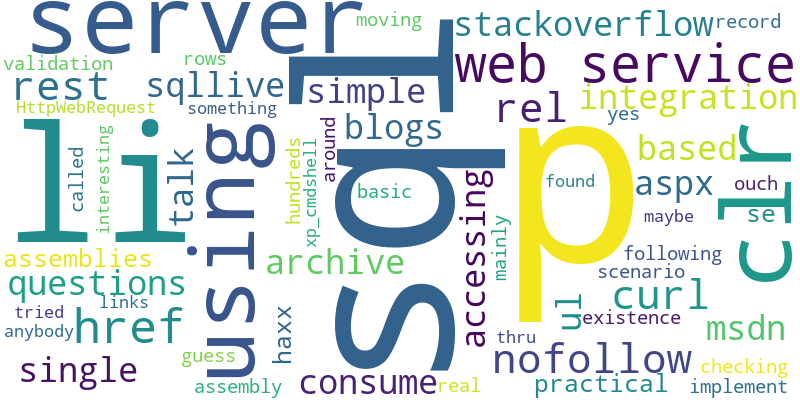 server
moving
stackoverflow
record
validation
rows
web service
rest
sqllive
simple
rel
integration
HttpWebRequest
something
blogs
yes
li
using
sql
p
clr
talk
called
interesting
hundreds
xp_cmdshell
around
basic
accessing
found
based
aspx
ouch
maybe
se
assemblies
archive
mainly
following
scenario
questions
links
href
tried
anybody
haxx
ul
curl
existence
msdn
guess
thru
nofollow
single
assembly
consume
real
practical
checking
implement